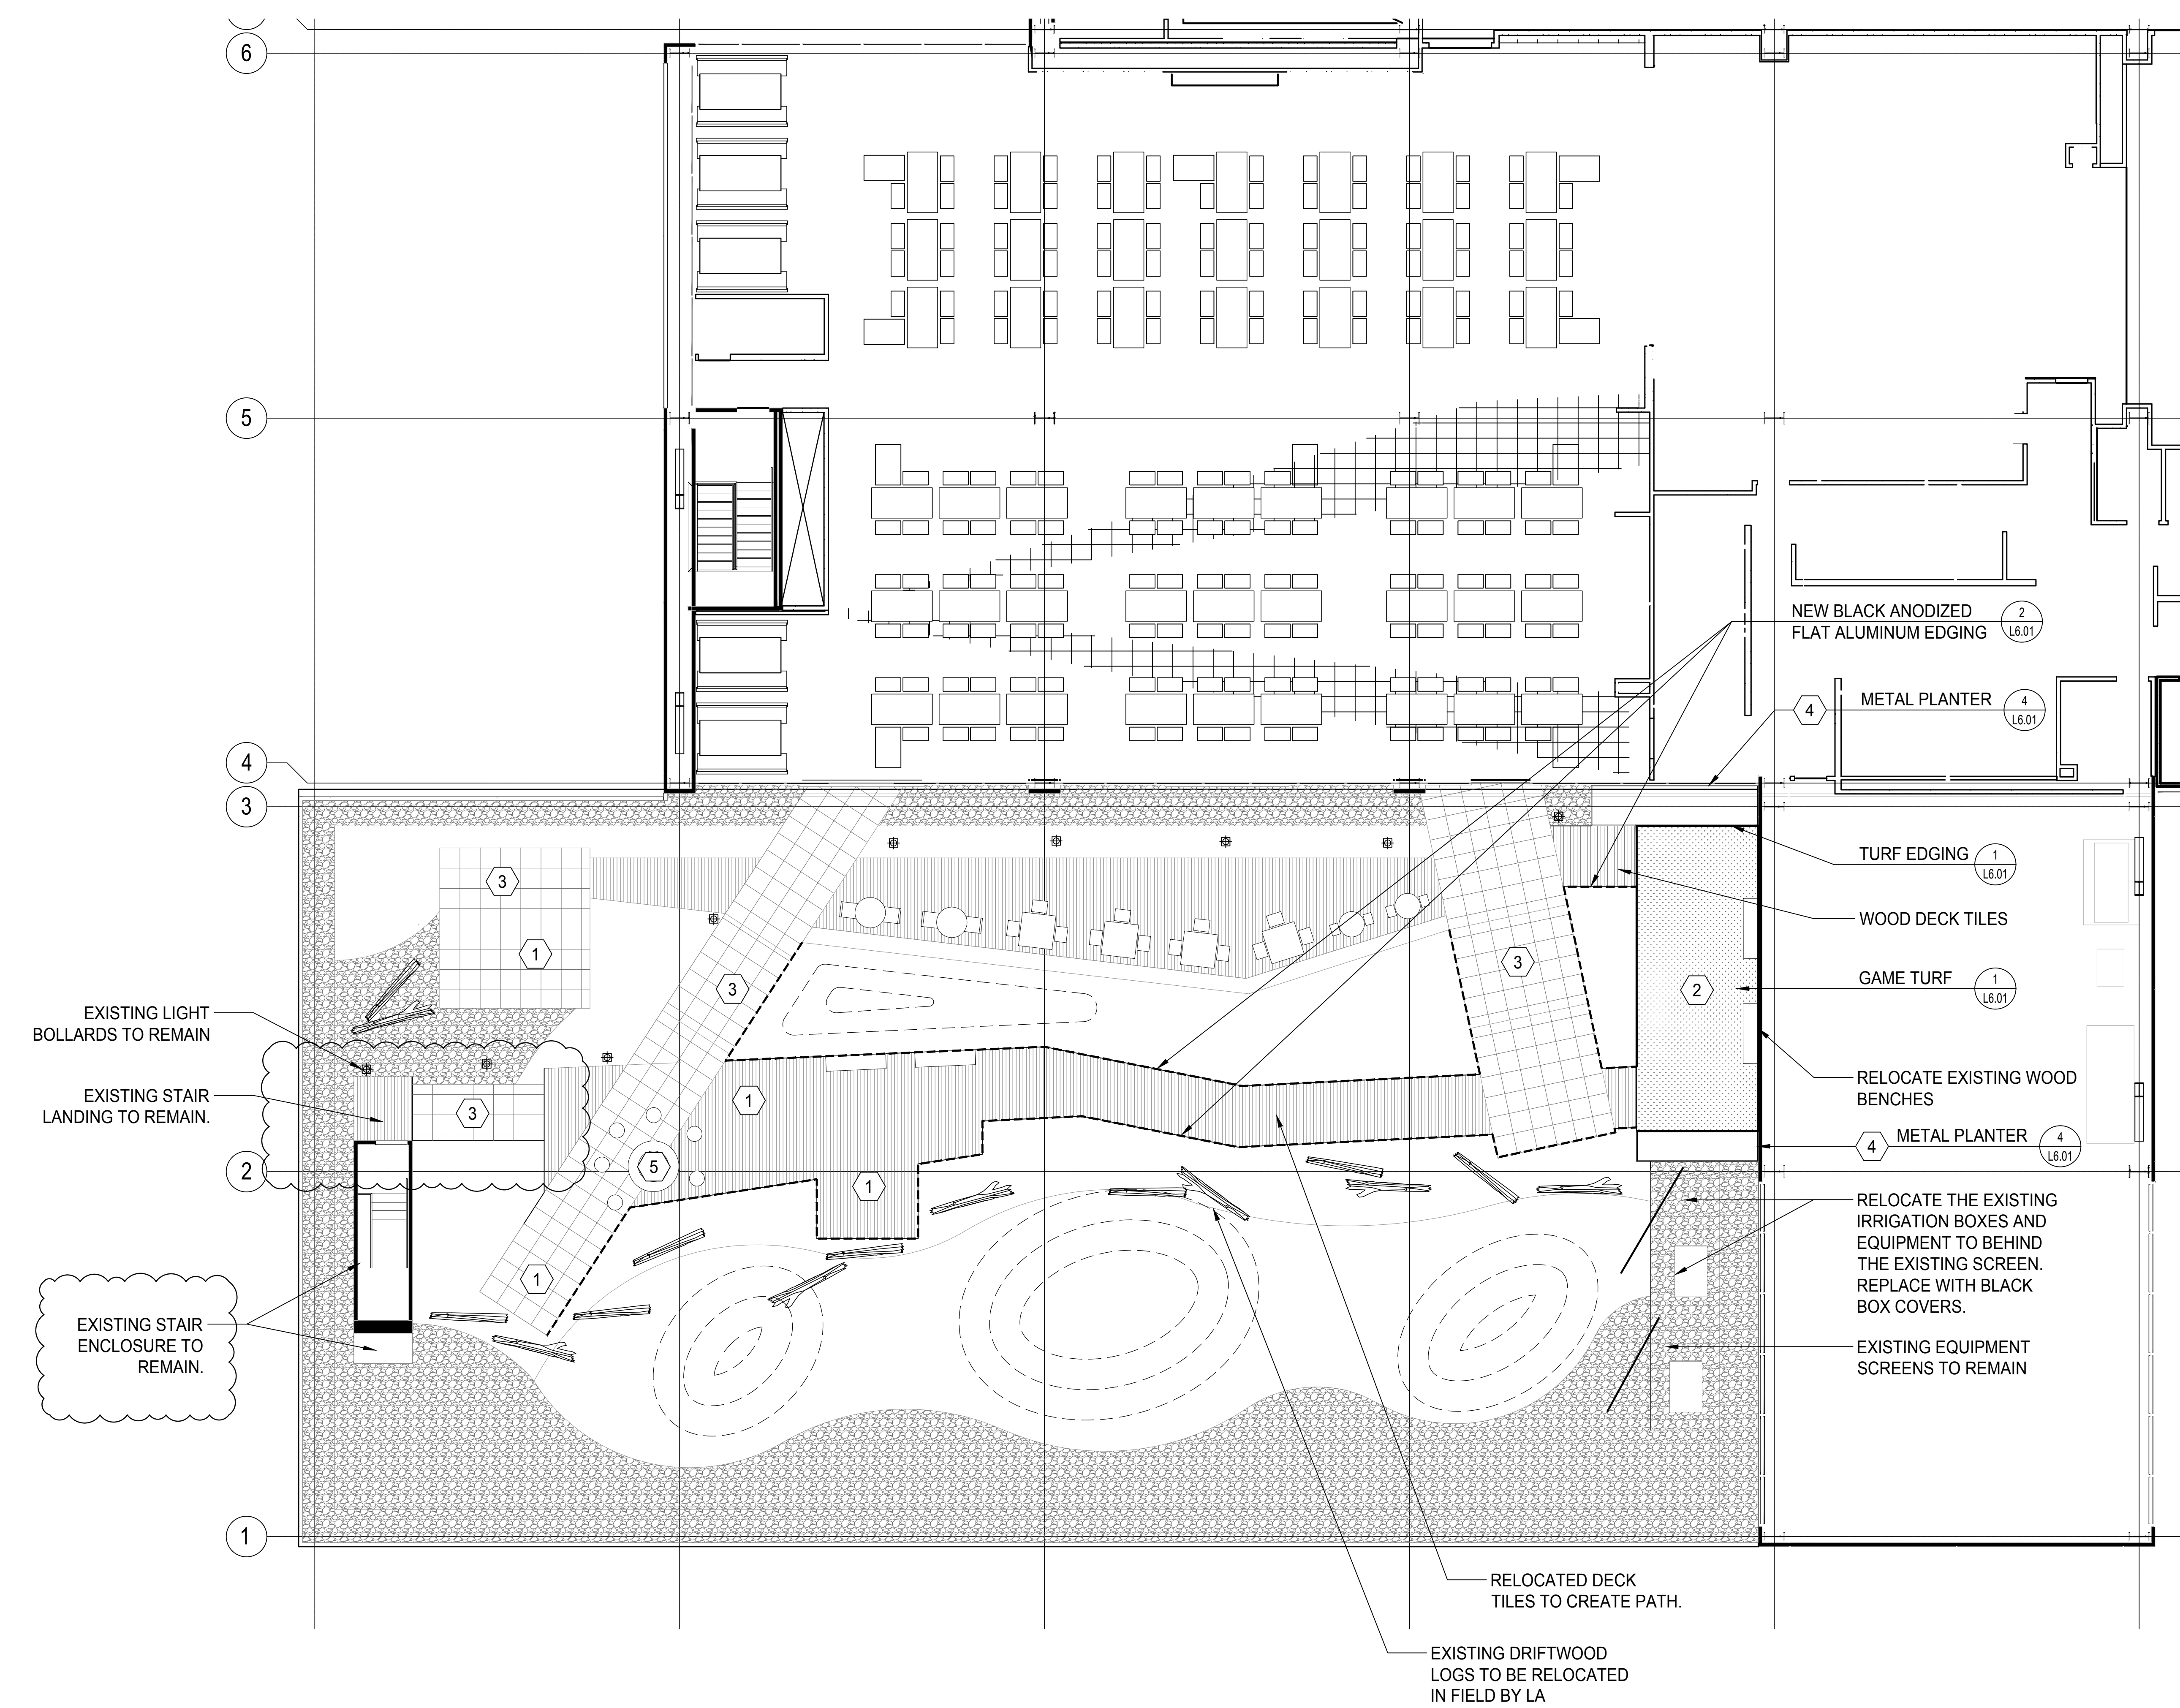 6
5
NEW BLACK ANODIZED
FLAT ALUMINUM EDGING
2
L6.01
4
METAL PLANTER
4
L6.01
4
3
TURF EDGING
1
L6.01
3
WOOD DECK TILES
1
3
3
2
GAME TURF
1
L6.01
EXISTING LIGHT
BOLLARDS TO REMAIN
EXISTING STAIR
LANDING TO REMAIN.
3
1
RELOCATE EXISTING WOOD
BENCHES
4
METAL PLANTER
4
L6.01
2
5
1
RELOCATE THE EXISTING
IRRIGATION BOXES AND
EQUIPMENT TO BEHIND
THE EXISTING SCREEN.
REPLACE WITH BLACK
BOX COVERS.
1
EXISTING STAIR
ENCLOSURE TO
REMAIN.
EXISTING EQUIPMENT
SCREENS TO REMAIN
1
RELOCATED DECK
TILES TO CREATE PATH.
EXISTING DRIFTWOOD
LOGS TO BE RELOCATED
IN FIELD BY LA